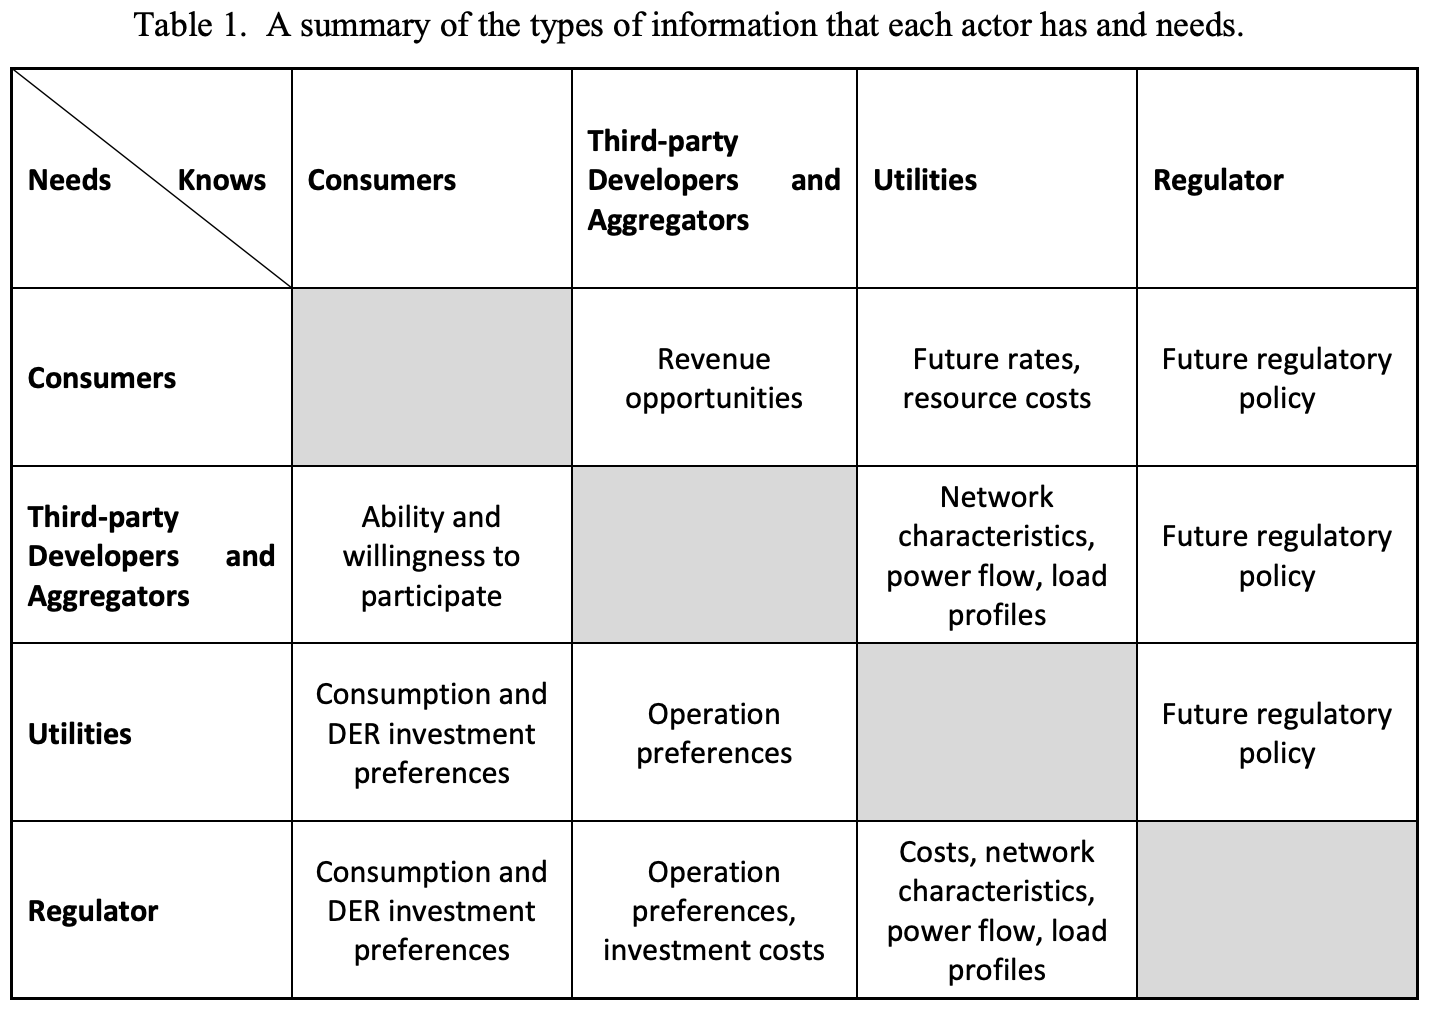 Table 1.  A summary of the types of information that each actor has and needs.
Needs Knows
Consumers
Third-party
Developers and
Aggregators
Utilities
Regulator
Consumers
Revenue
opportunities
Future rates,
resource costs
Future regulatory
policy
Third-party
Developers and
Aggregators
Ability and
willingness to
participate
Network
characteristics,
power flow, load
profiles
Future regulatory
policy
Utilities
Consumption and
DER investment
preferences
Operation
preferences
Future regulatory
policy
Regulator
Consumption and
DER investment
preferences
Operation
preferences,
investment costs
Costs, network
characteristics,
power flow, load
profiles